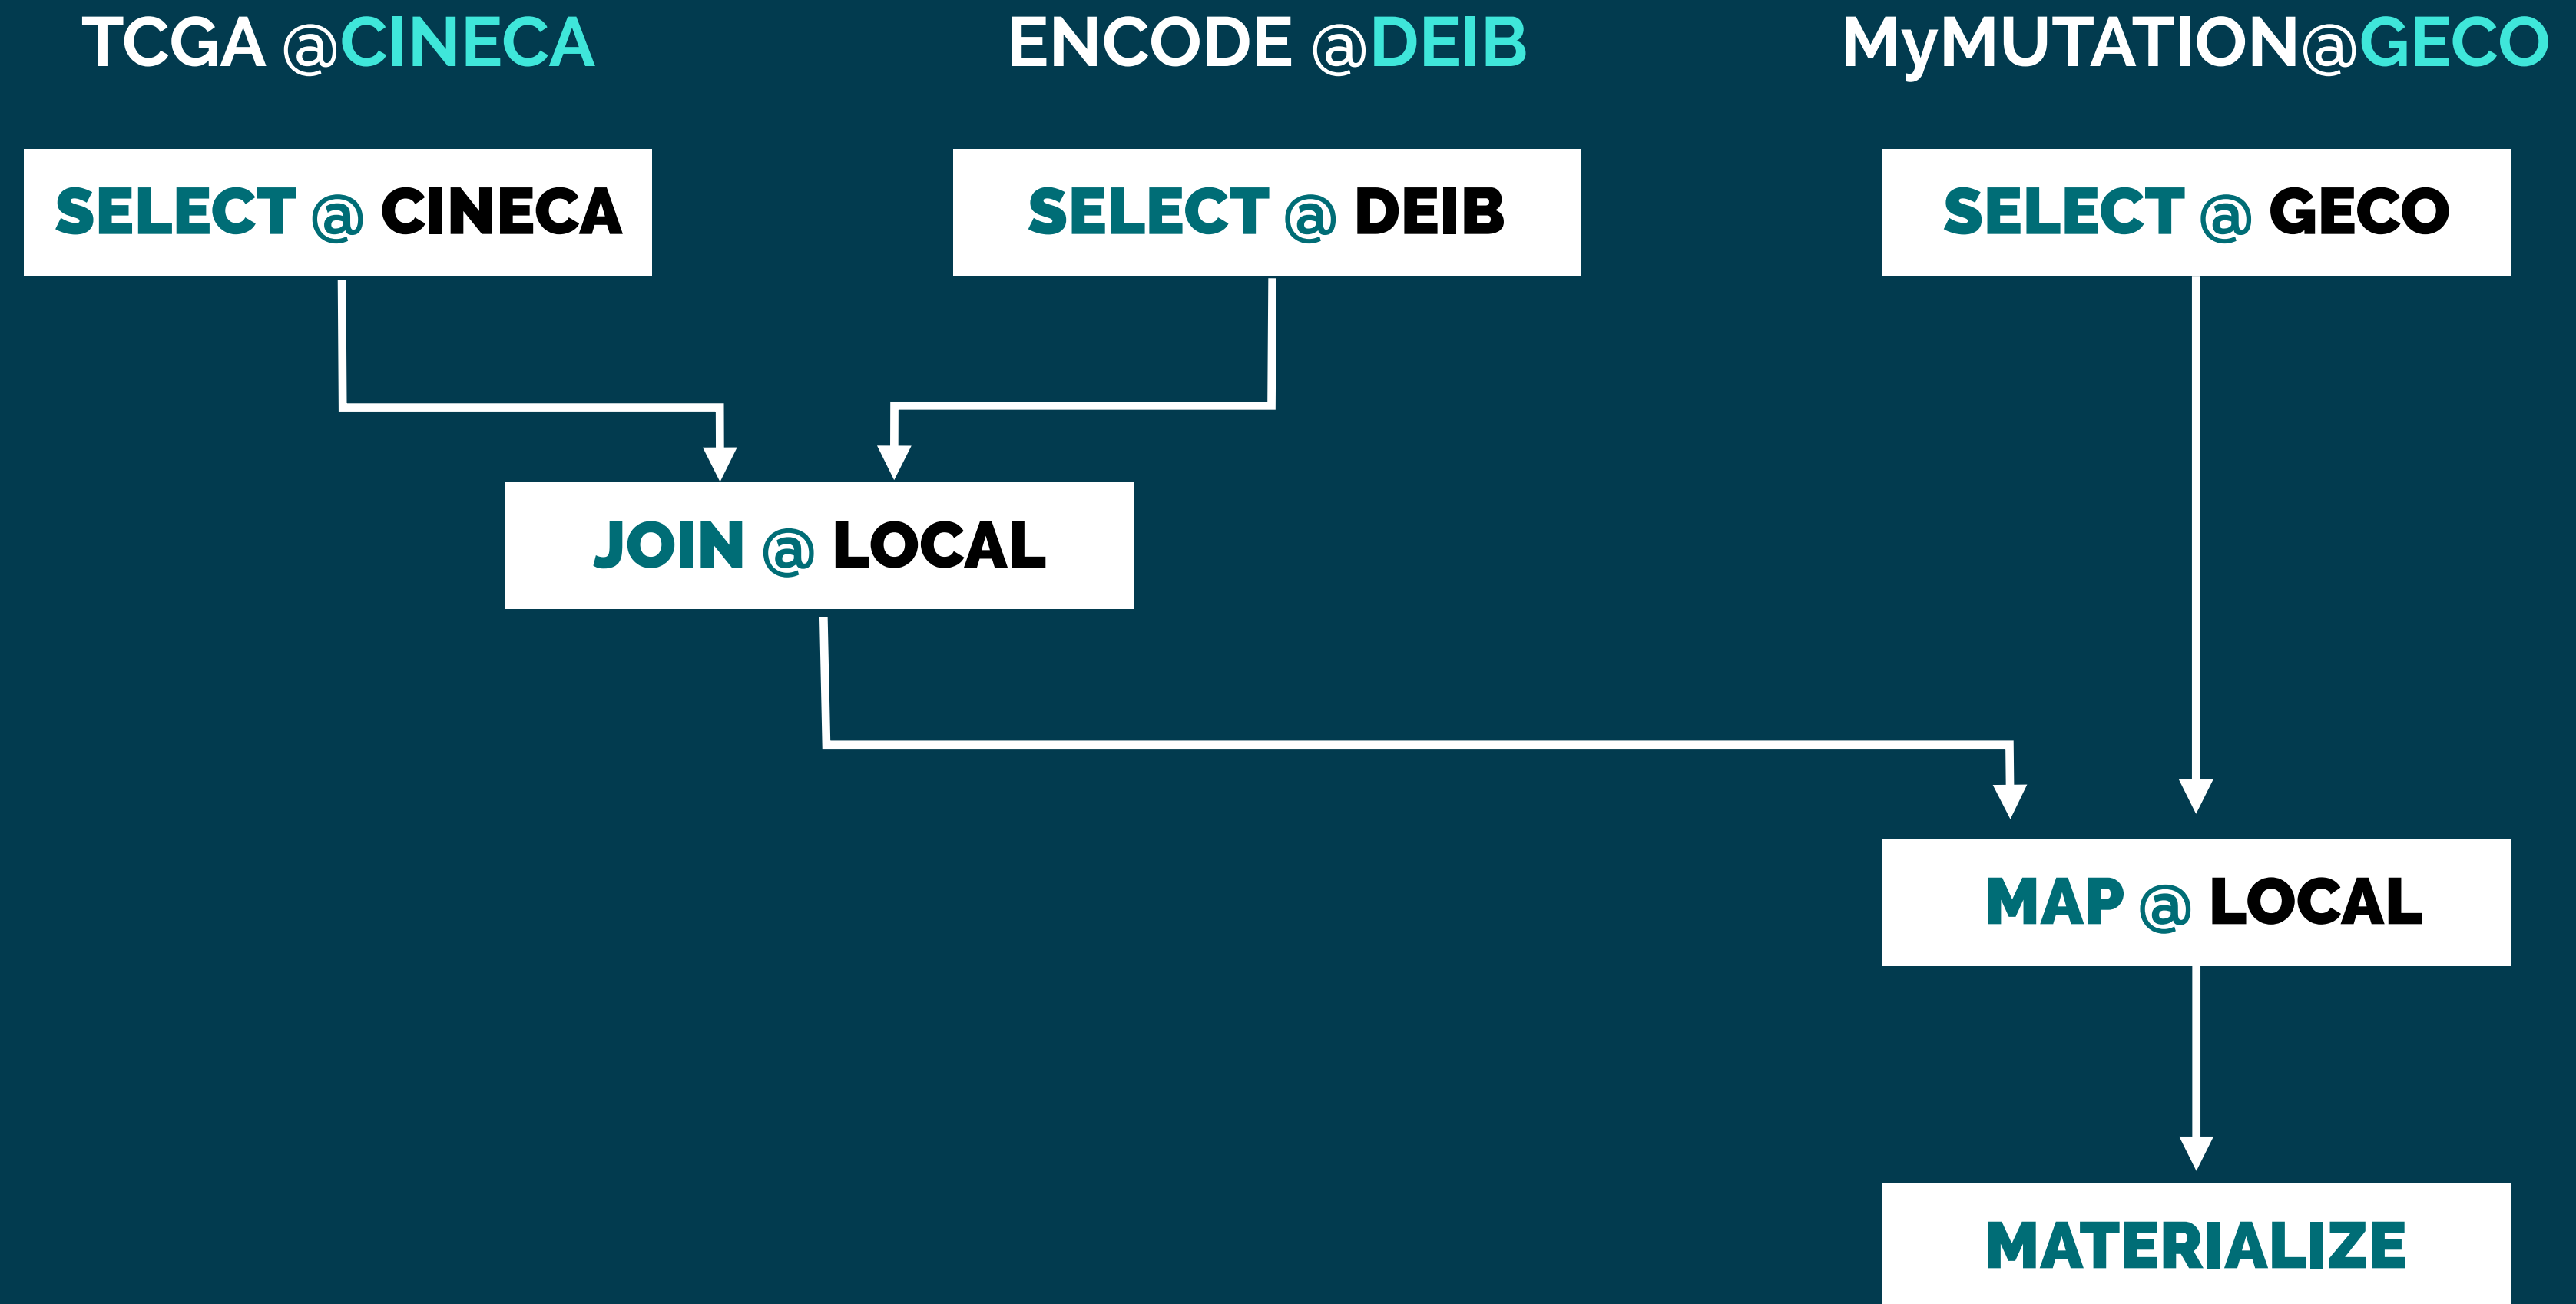 TCGA @CINECA
ENCODE @DEIB
MyMUTATION@GECO
SELECT @ CINECA
SELECT @ DEIB
SELECT @ GECO
JOIN @ LOCAL
MAP @ LOCAL
MATERIALIZE